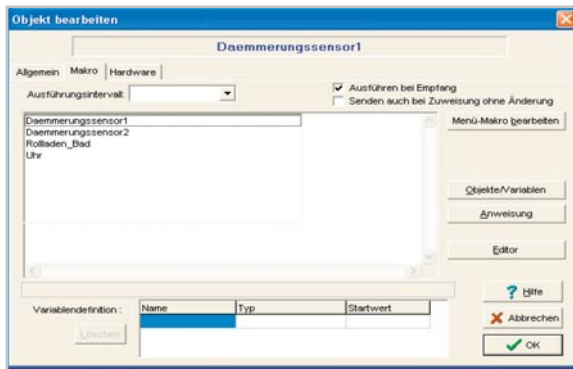 Objekt bearbeiten
Daemmerungssensor1
Allgemein Makro Hardware
Ausführungsintervall:
Ausführen bei Empfang
Senden auch bei Zuweisung ohne Änderung
Daemmerungssensor1
Daemmerungssensor2
Rollladen_Bad
Uhr
Menü-Makro bearbeiten
Objekte/Variablen
Anweisung
Editor
Variablendefinition :
Name Typ Startwert
Löschen
? Hilfe
Abbrechen
OK